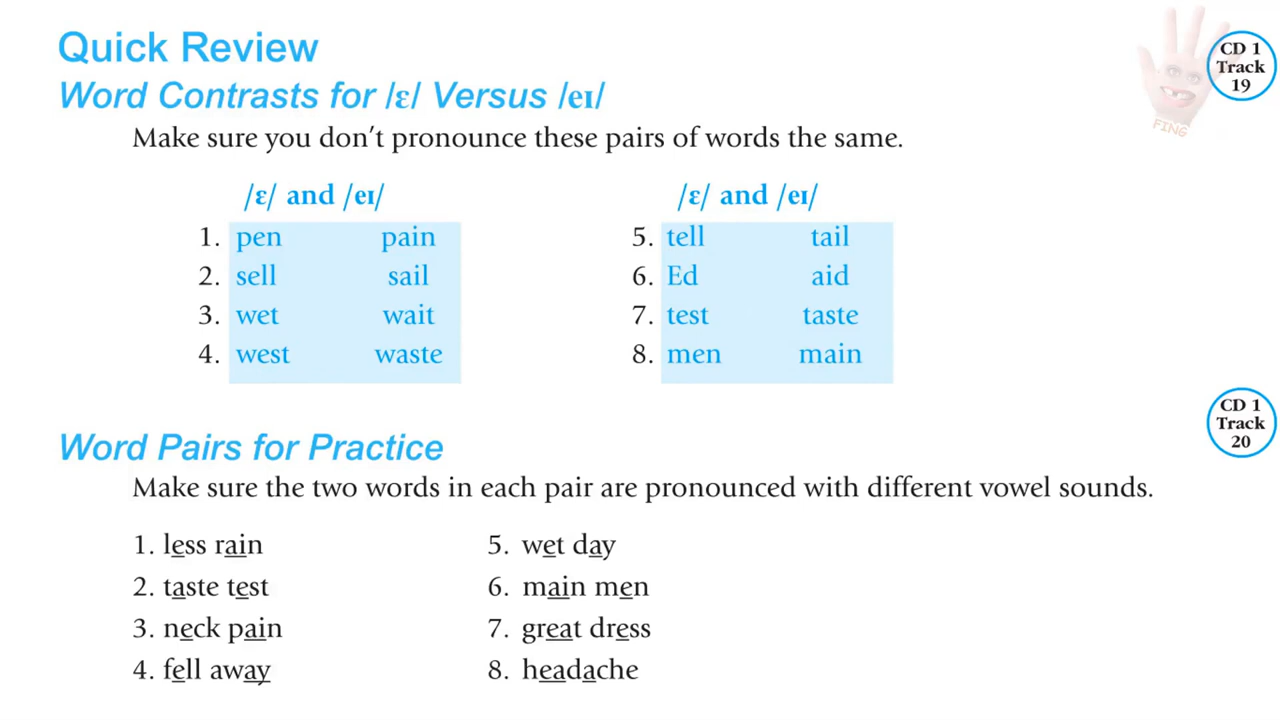 Quick Review
CD 1
Track
19
Word Contrasts for /ɛ/ Versus /eɪ/
FING
Make sure you don't pronounce these pairs of words the same.
/ɛ/ and /eɪ/
1. pen pain
2. sell sail
3. wet wait
4. west waste
/ɛ/ and /eɪ/
5. tell tail
6. Ed aid
7. test taste
8. men main
CD 1
Track
20
Word Pairs for Practice
Make sure the two words in each pair are pronounced with different vowel sounds.
1. less rain
2. taste test
3. neck pain
4. fell away
5. wet day
6. main men
7. great dress
8. headache